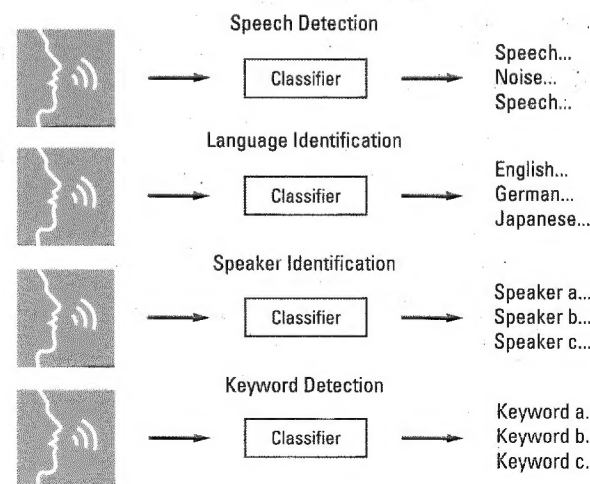 Speech Detection
Classifier
Speech...
Noise...
Speech...
Language Identification
Classifier
English...
German...
Japanese...
Speaker Identification
Classifier
Speaker a...
Speaker b...
Speaker c...
Keyword Detection
Classifier
Keyword a.
Keyword b.
Keyword c.